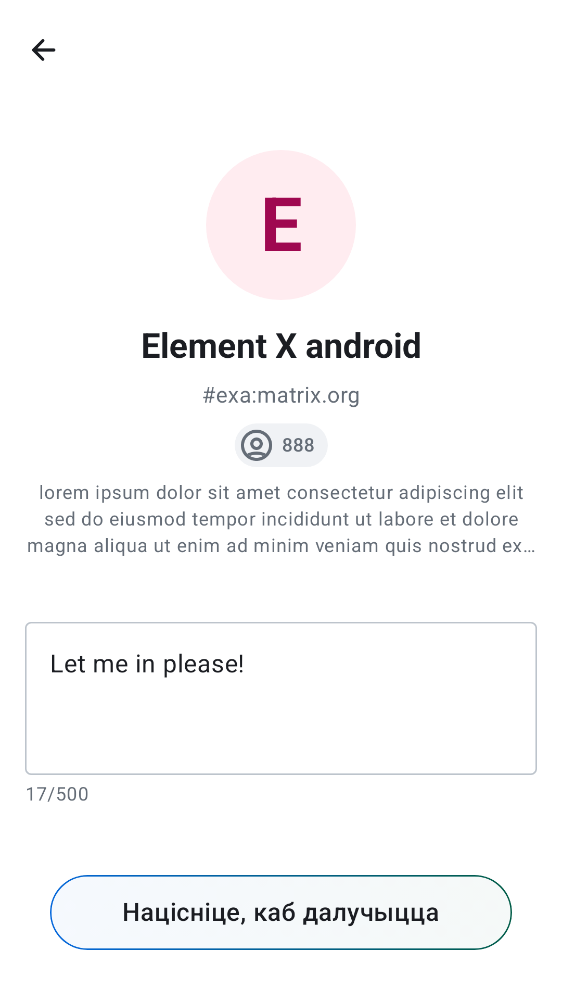 E
Element X android
#exa:matrix.org
888
lorem ipsum dolor sit amet consectetur adipiscing elit
sed do eiusmod tempor incididunt ut labore et dolore
magna aliqua ut enim ad minim veniam quis nostrud ex…
Let me in please!
17/500
Націсніце, каб далучыцца